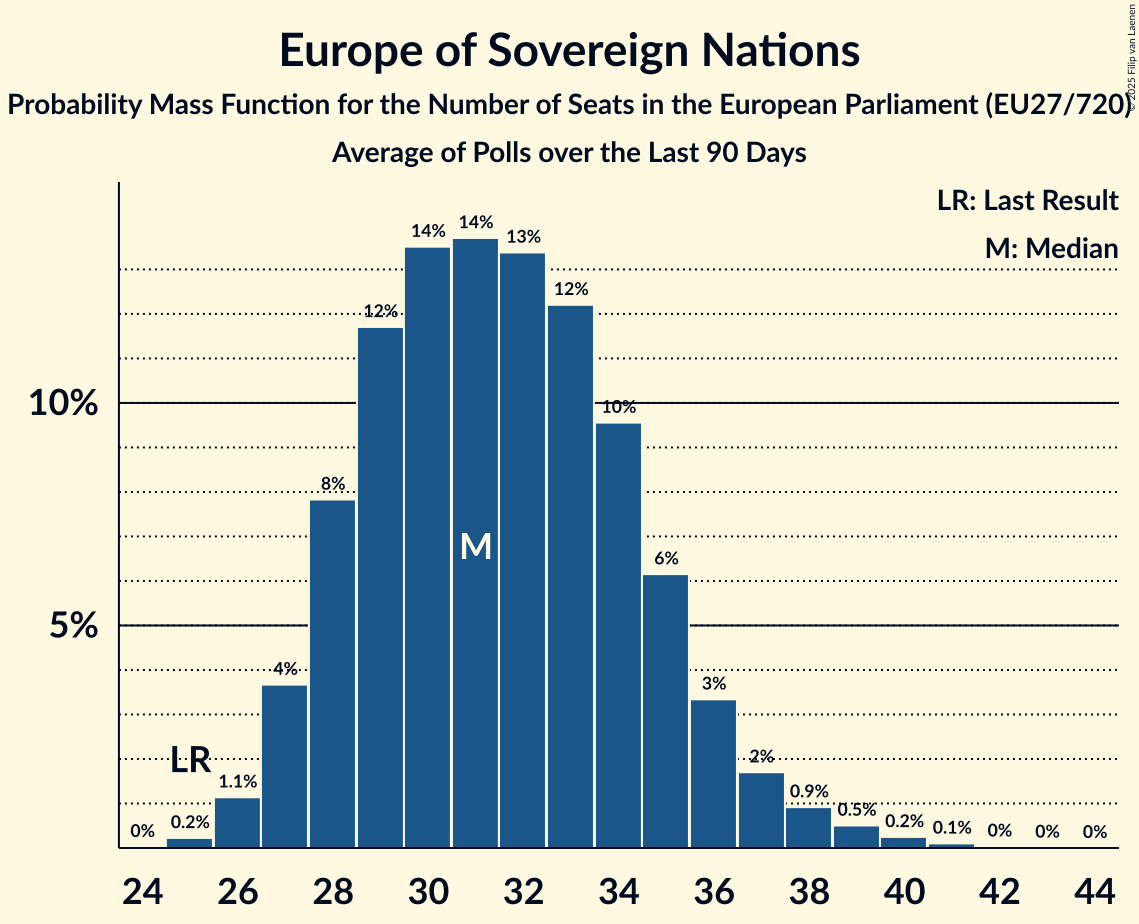 Europe of Sovereign Nations
© 2025 Filip van Laenen
Probability Mass Function for the Number of Seats in the European Parliament (EU27/720)
Average of Polls over the Last 90 Days
LR: Last Result
M: Median
10%
5%
0%
0.2%
1.1%
4%
8%
12%
14%
14%
13%
12%
10%
6%
3%
2%
0.9%
0.5%
0.2%
0.1%
0%
0%
0%
LR
M
24 26 28 30 32 34 36 38 40 42 44